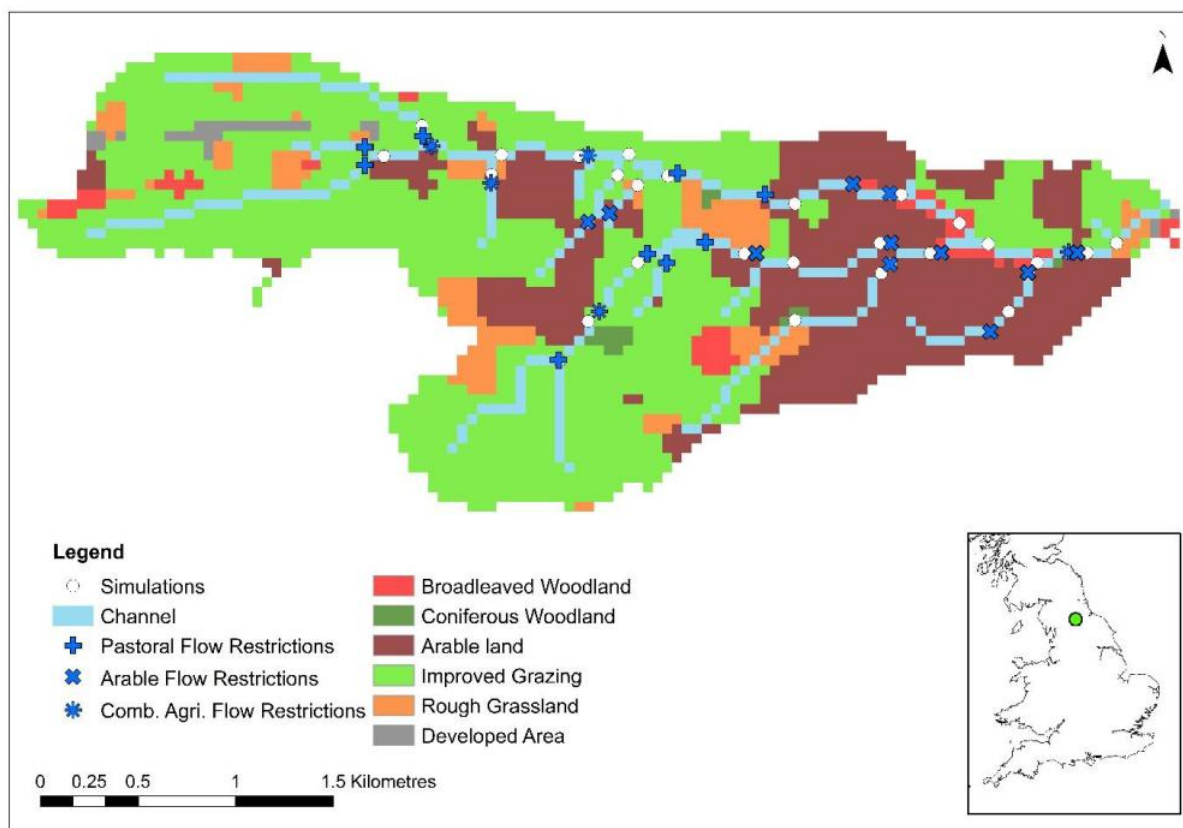 Legend
Simulations
Channel
Pastoral Flow Restrictions
Arable Flow Restrictions
Comb. Agri. Flow Restrictions
Broadleaved Woodland
Coniferous Woodland
Arable land
Improved Grazing
Rough Grassland
Developed Area
0 0.25 0.5 1 1.5 Kilometres